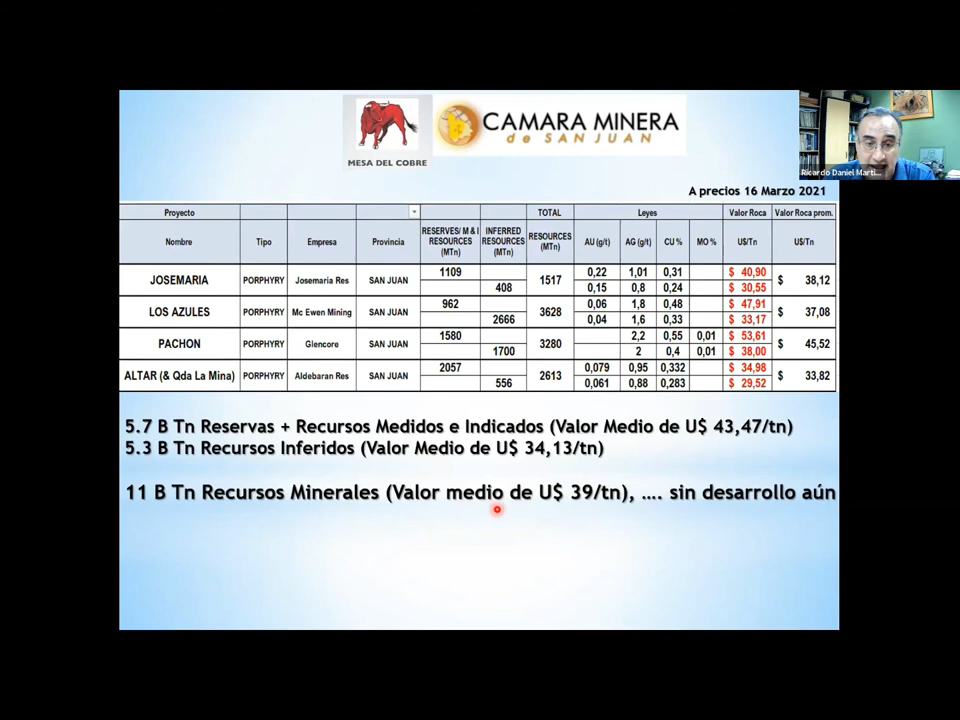 MESA DEL COBRE
CAMARA MINERA
de SAN JUAN
Ricardo Daniel Marti...
A precios 16 Marzo 2021
Proyecto TOTAL Leyes Valor Roca Valor Roca prom.
Nombre Tipo Empresa Provincia RESERVES/ M & I RESOURCES (MTn) INFERRED RESOURCES (MTn) RESOURCES (MTn) AU (g/t) AG (g/t) CU % MO % U$/Tn U$/Tn
JOSEMARIA PORPHYRY Josemaria Res SAN JUAN 1109 1517 0,22 1,01 0,31 $ 40,90 $ 38,12
408 0,15 0,8 0,24 $ 30,55
LOS AZULES PORPHYRY Mc Ewen Mining SAN JUAN 962 3628 0,06 1,8 0,48 $ 47,91 $ 37,08
2666 0,04 1,6 0,33 $ 33,17
PACHON PORPHYRY Glencore SAN JUAN 1580 3280 2,2 0,55 0,01 $ 53,61 $ 45,52
1700 2 0,4 0,01 $ 38,00
ALTAR (& Qda La Mina) PORPHYRY Aldebaran Res SAN JUAN 2057 2613 0,079 0,95 0,332 $ 34,98 $ 33,82
556 0,061 0,88 0,283 $ 29,52
5.7 B Tn Reservas + Recursos Medidos e Indicados (Valor Medio de U$ 43,47/tn)
5.3 B Tn Recursos Inferidos (Valor Medio de U$ 34,13/tn)
11 B Tn Recursos Minerales (Valor medio de U$ 39/tn), .... sin desarrollo aún